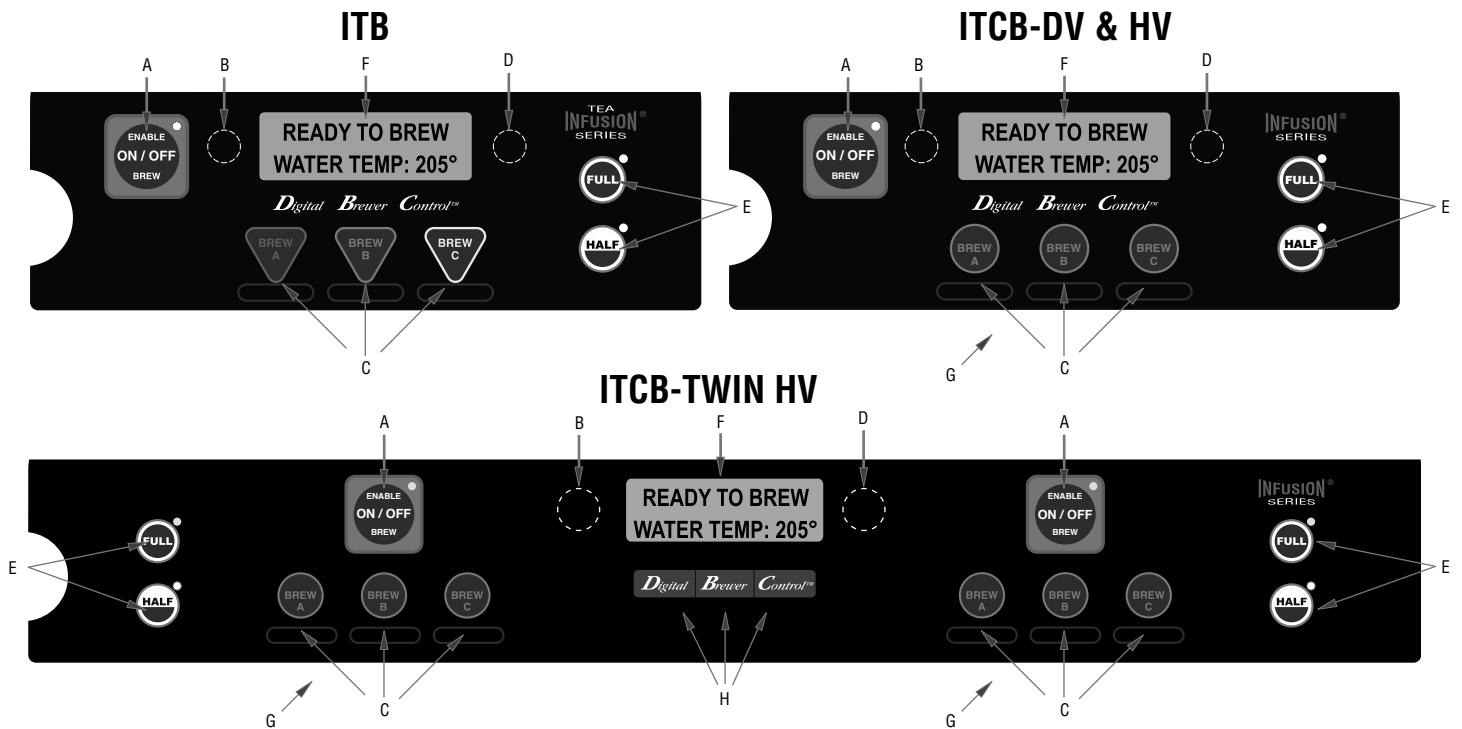 ITB
A
B
F
D
ENABLE
ON / OFF
BREW
READY TO BREW
WATER TEMP: 205°
TEA
INFUSION®
SERIES
FULL
HALF
E
Digital Brewer Control™
BREW
A
BREW
B
BREW
C
C
ITCB-DV & HV
A
B
F
D
ENABLE
ON / OFF
BREW
READY TO BREW
WATER TEMP: 205°
INFUSION®
SERIES
FULL
HALF
E
Digital Brewer Control™
BREW
A
BREW
B
BREW
C
G
C
ITCB-TWIN HV
A
B
F
D
A
E
FULL
HALF
ENABLE
ON / OFF
BREW
BREW
A
BREW
B
BREW
C
G
C
READY TO BREW
WATER TEMP: 205°
Digital Brewer Control™
H
ENABLE
ON / OFF
BREW
BREW
A
BREW
B
BREW
C
G
C
INFUSION®
SERIES
FULL
HALF
E